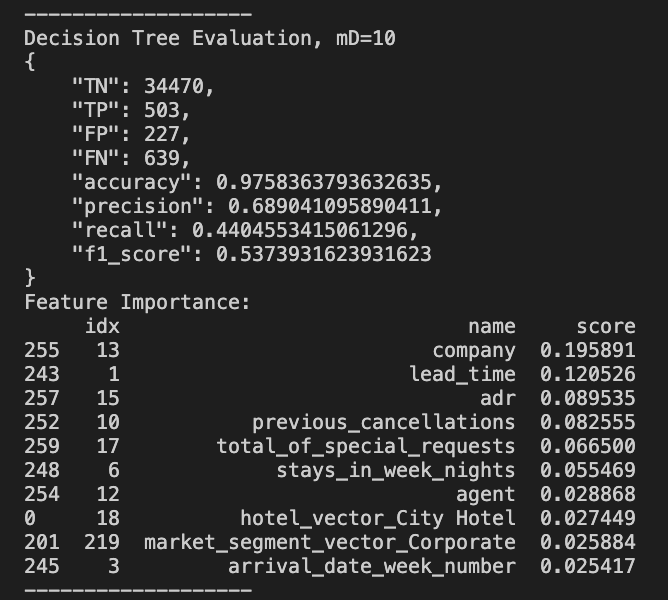 -------------------
Decision Tree Evaluation, mD=10
{
    "TN": 34470,
    "TP": 503,
    "FP": 227,
    "FN": 639,
    "accuracy": 0.9758363793632635,
    "precision": 0.689041095890411,
    "recall": 0.4404553415061296,
    "f1_score": 0.5373931623931623
}
Feature Importance:
     idx                             name     score
255   13                          company  0.195891
243    1                        lead_time  0.120526
257   15                              adr  0.089535
252   10           previous_cancellations  0.082555
259   17        total_of_special_requests  0.066500
248    6             stays_in_week_nights  0.055469
254   12                            agent  0.028868
0     18          hotel_vector_City Hotel  0.027449
201  219  market_segment_vector_Corporate  0.025884
245    3         arrival_date_week_number  0.025417
-------------------